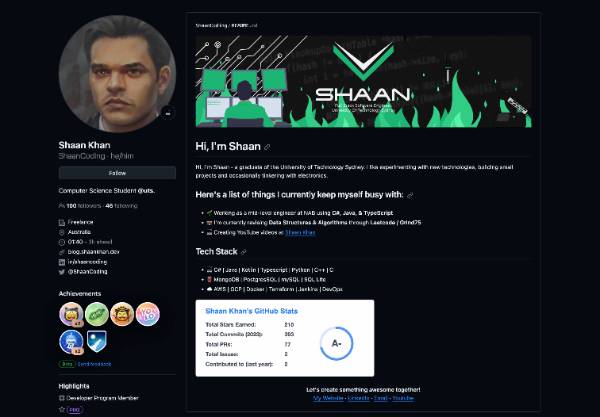 ShaanCoding / README.md
SHAAN
Full Stack Software Engineer
University of Technology Sydney
Shaan Khan
ShaanCoding · he/him
Follow
Computer Science Student @uts.
100 followers · 46 following
Freelance
Australia
01:40 - 3h ahead
blog.shaankhan.dev
in/shaancoding
@ShaanCoding
Achievements
x2
x2
Beta Send feedback
Highlights
Developer Program Member
PRO
Hi, I'm Shaan
Hi, I'm Shaan - a graduate of the University of Technology Sydney. I like experimenting with new technologies, building small
projects and occasionally tinkering with electronics.
Here's a list of things I currently keep myself busy with:
Working as a mid-level engineer at NAB using C#, Java, & TypeScript
I'm currently revising Data Structures & Algorithms through Leetcode / Grind75
Creating YouTube videos at Shaan Khan
Tech Stack
C# | Java | Kotlin | Typescript | Python | C++ | C
MongoDB | PostgresQL | mySQL | SQL Lite
AWS | GCP | Docker | Terraform | Jenkins | DevOps
Shaan Khan's GitHub Stats
Total Stars Earned: 210
Total Commits (2023): 393
Total PRs: 77
Total Issues: 2
Contributed to (last year): 2
A-
Let's create something awesome together!
My Website · LinkedIn · Email · Youtube